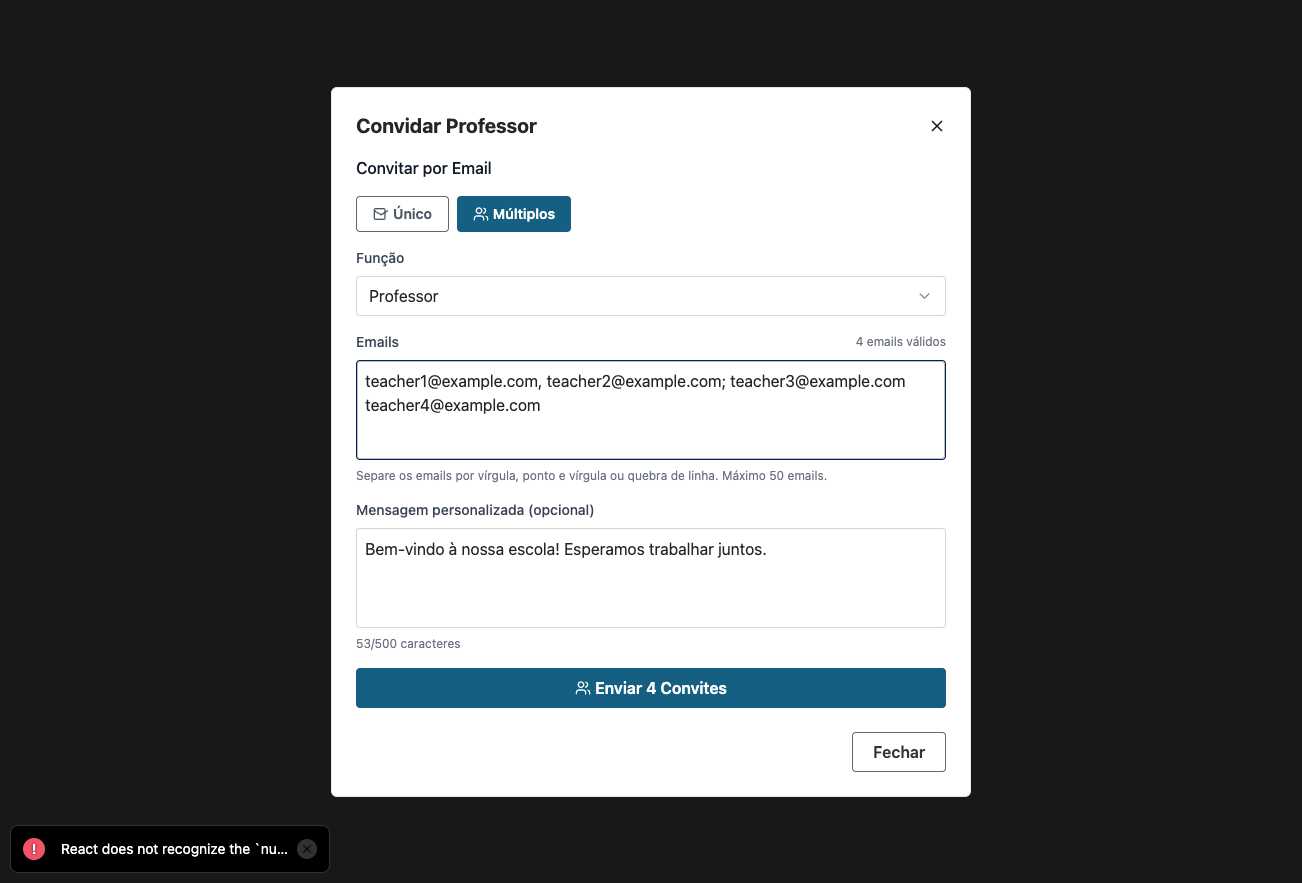 Convidar Professor
Convitar por Email
Único
Múltiplos
Função
Professor
Emails
4 emails válidos
teacher1@example.com, teacher2@example.com; teacher3@example.com
teacher4@example.com
Separe os emails por vírgula, ponto e vírgula ou quebra de linha. Máximo 50 emails.
Mensagem personalizada (opcional)
Bem-vindo à nossa escola! Esperamos trabalhar juntos.
53/500 caracteres
Enviar 4 Convites
Fechar
! React does not recognize the `nu...